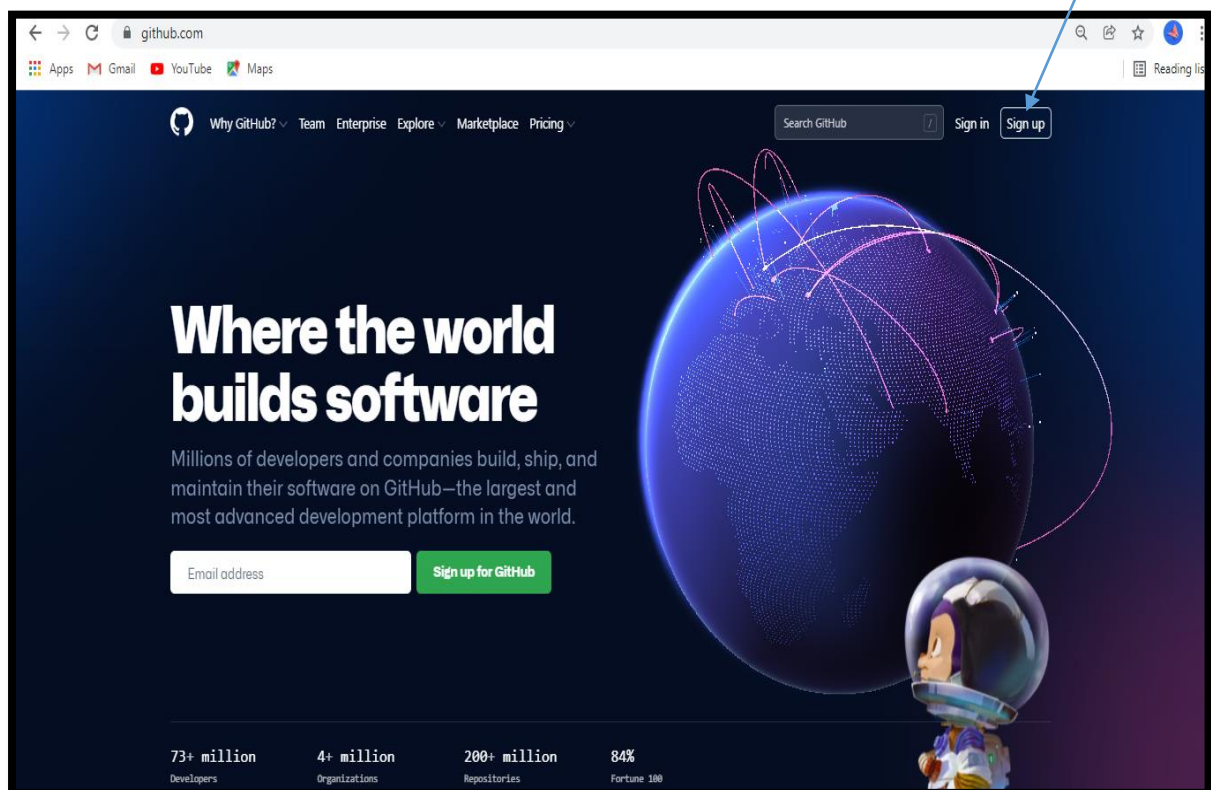 github.com
Apps Gmail YouTube Maps Reading lis
Why GitHub? Team Enterprise Explore Marketplace Pricing Search GitHub / Sign in Sign up
Where the world
builds software
Millions of developers and companies build, ship, and
maintain their software on GitHub—the largest and
most advanced development platform in the world.
Email address Sign up for GitHub
73+ million 4+ million 200+ million 84%
Developers Organizations Repositories Fortune 100